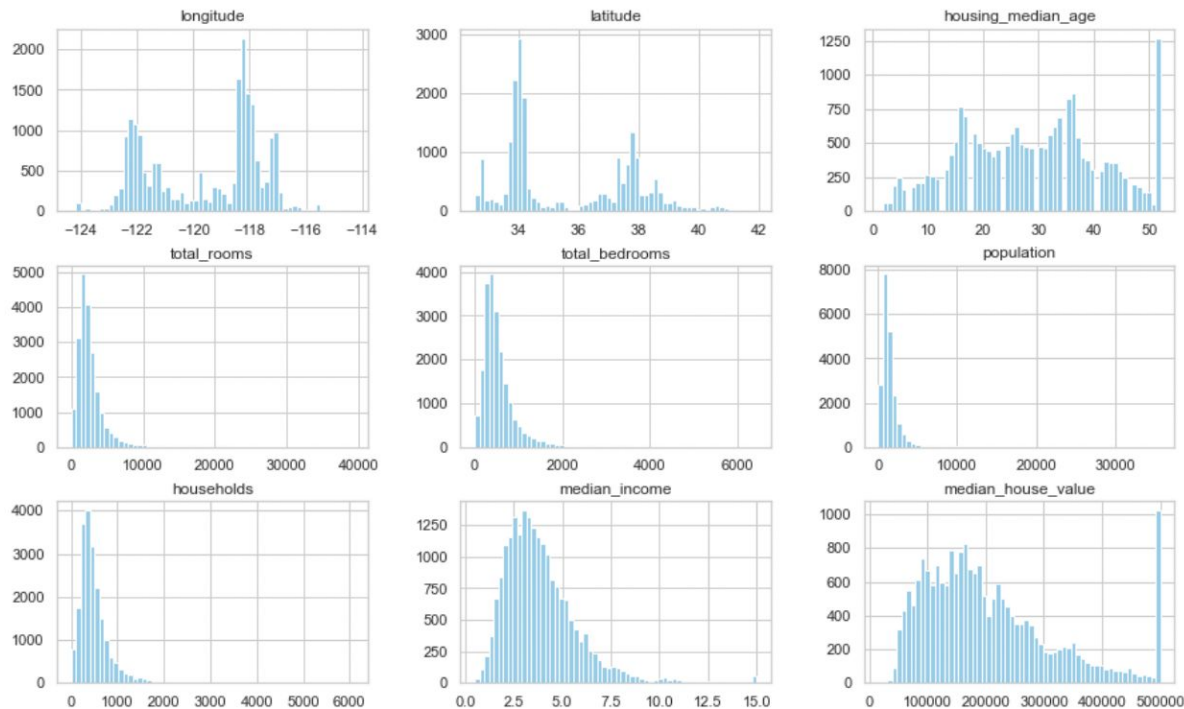 longitude
2000
1500
1000
500
0
−124 −122 −120 −118 −116 −114
latitude
3000
2000
1000
0
34 36 38 40 42
housing_median_age
1250
1000
750
500
250
0
0 10 20 30 40 50
total_rooms
5000
4000
3000
2000
1000
0
0 10000 20000 30000 40000
total_bedrooms
4000
3000
2000
1000
0
0 2000 4000 6000
population
8000
6000
4000
2000
0
0 10000 20000 30000
households
4000
3000
2000
1000
0
0 1000 2000 3000 4000 5000 6000
median_income
1250
1000
750
500
250
0
0.0 2.5 5.0 7.5 10.0 12.5 15.0
median_house_value
1000
800
600
400
200
0
100000 200000 300000 400000 500000